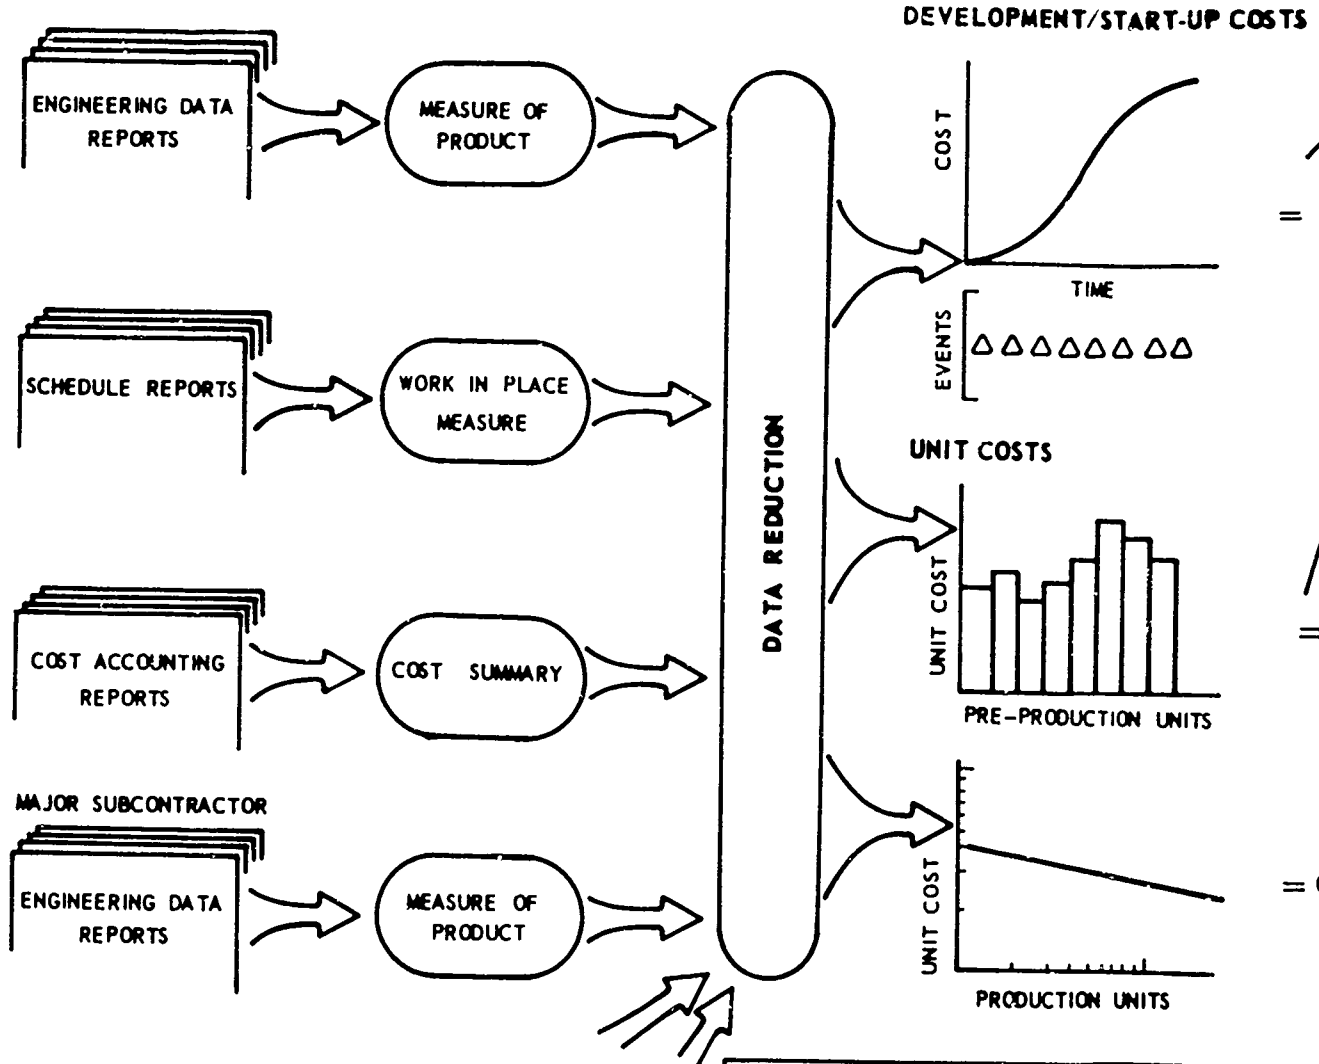 DEVELOPMENT/START-UP COSTS
ENGINEERING DATA
REPORTS
MEASURE OF
PRODUCT
COST
=
TIME
EVENTS
SCHEDULE REPORTS
WORK IN PLACE
MEASURE
DATA REDUCTION
UNIT COSTS
UNIT COST
PRE-PRODUCTION UNITS
=
COST ACCOUNTING
REPORTS
COST SUMMARY
MAJOR SUBCONTRACTOR
ENGINEERING DATA
REPORTS
MEASURE OF
PRODUCT
UNIT COST
=
PRODUCTION UNITS